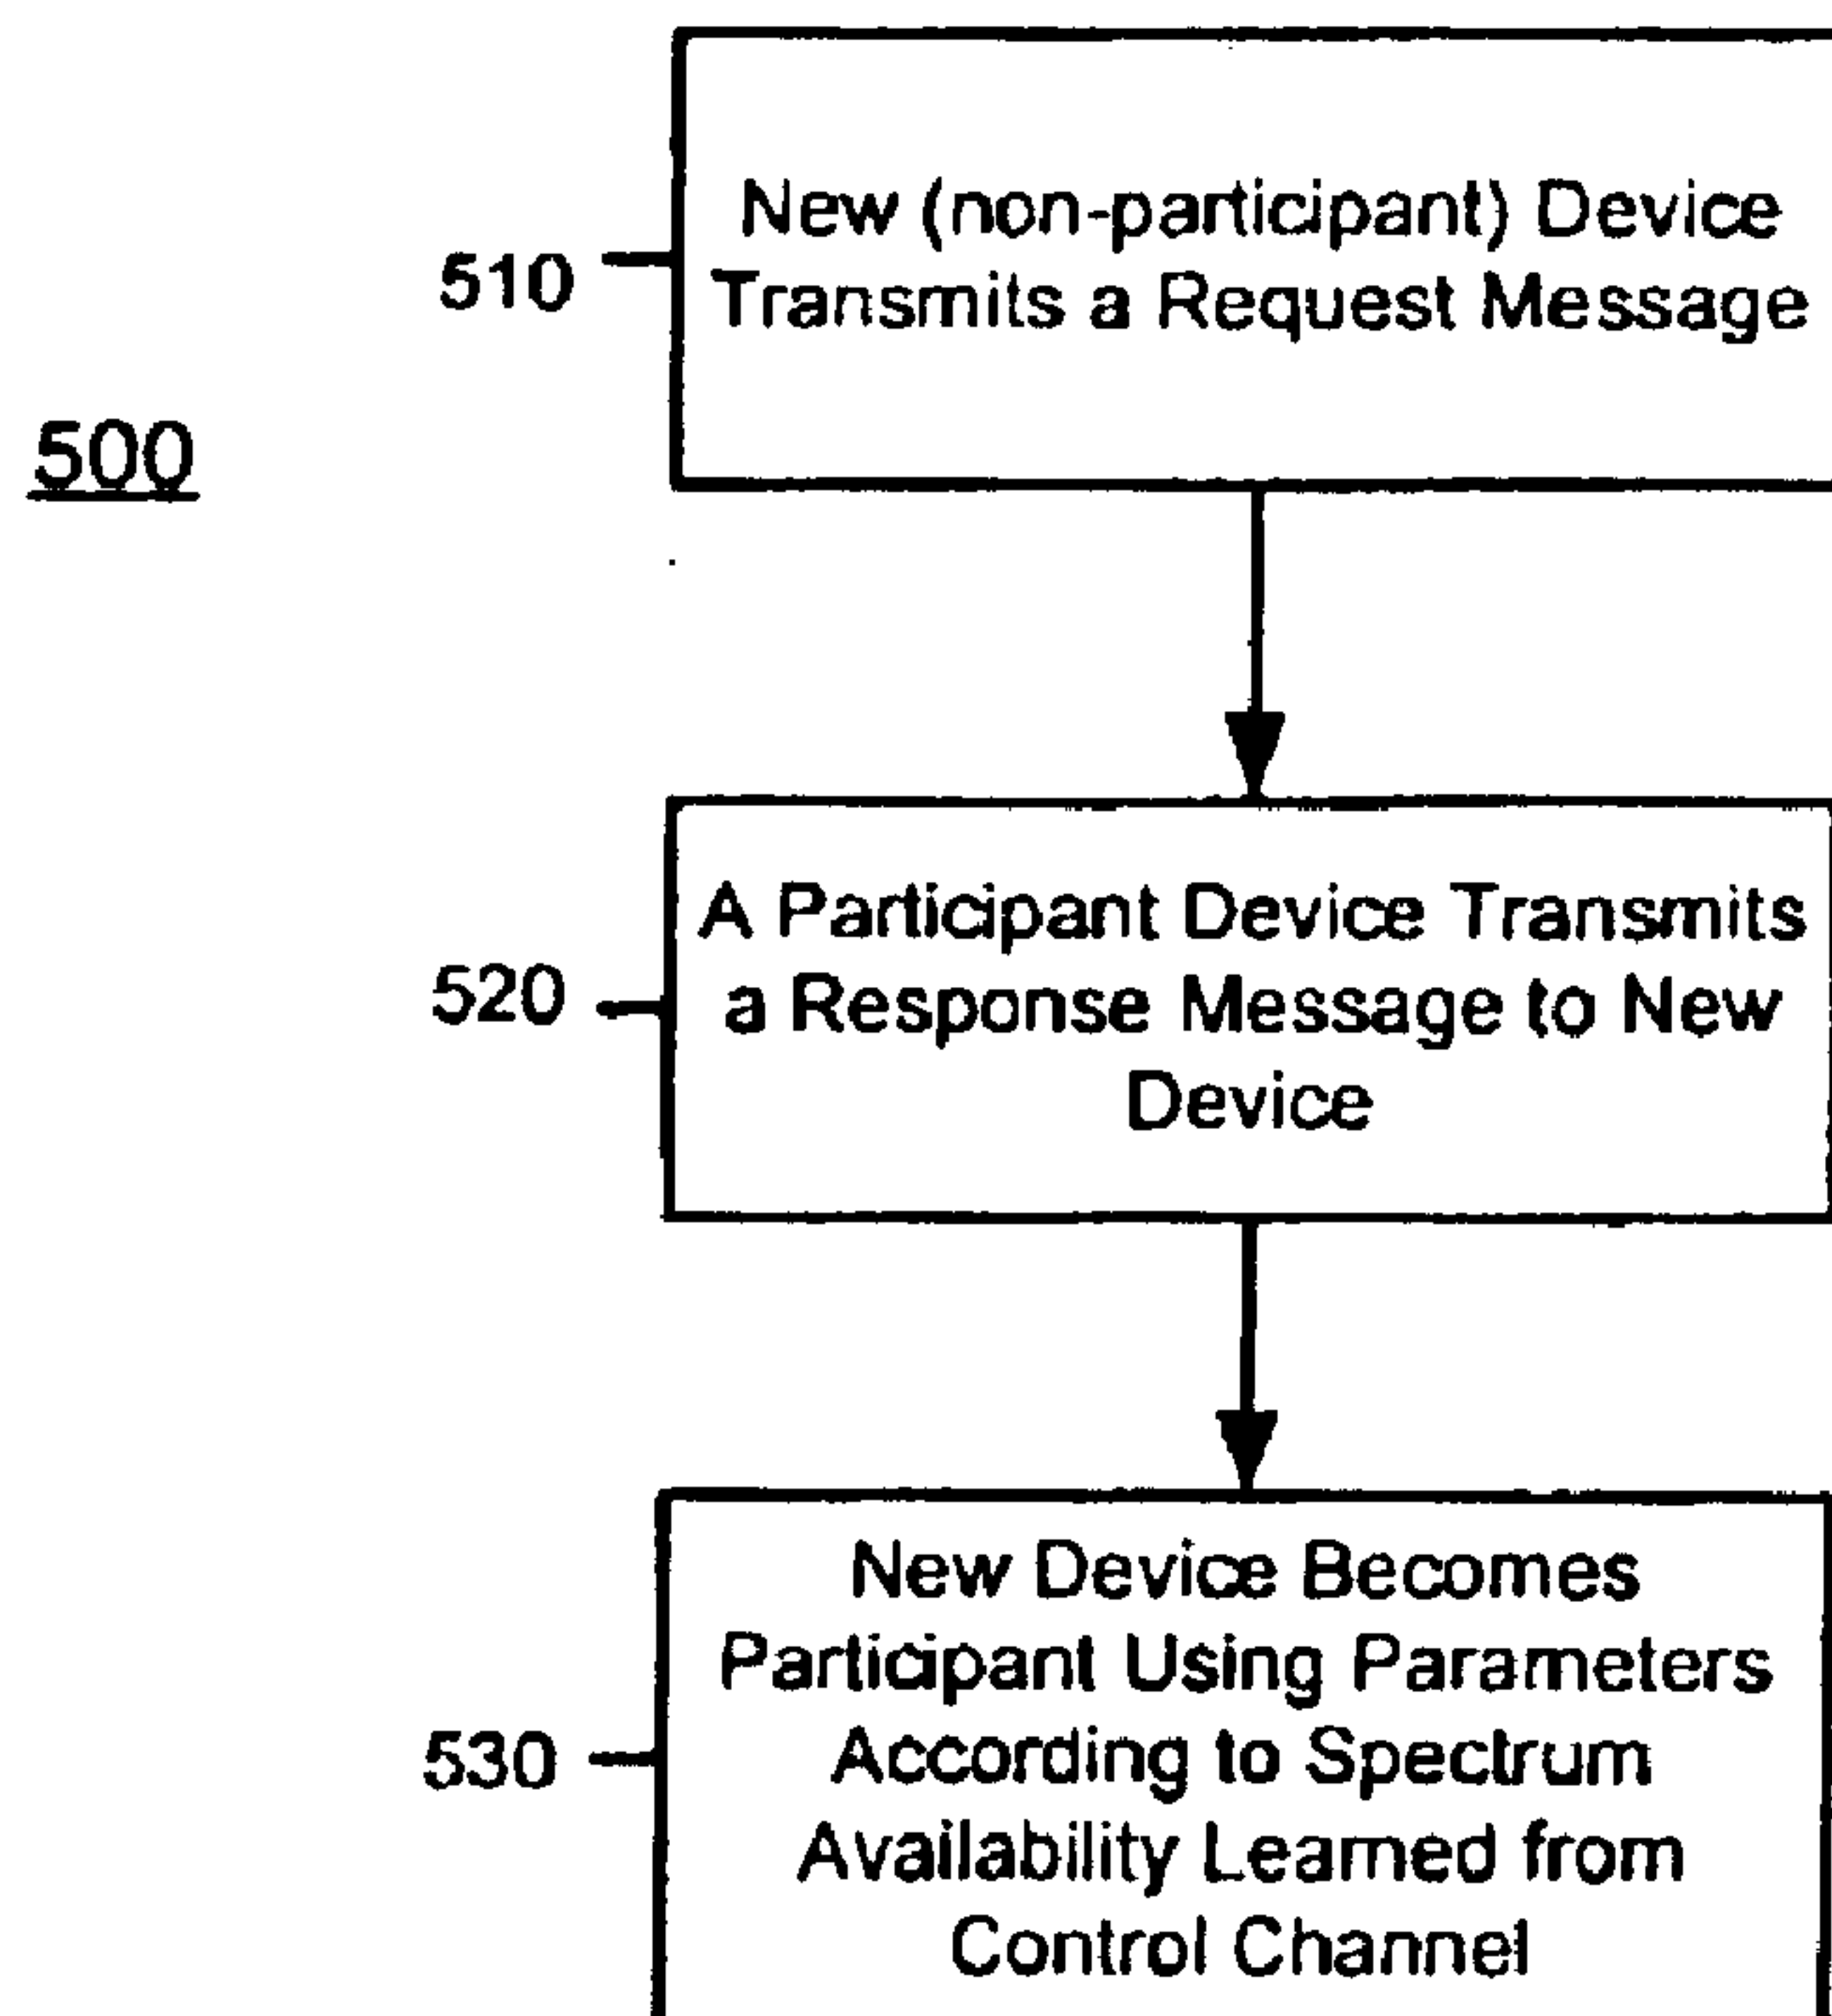 New (non-participant) Device
Transmits a Request Message
510
500
A Participant Device Transmits
a Response Message to New
Device
520
New Device Becomes
Participant Using Parameters
According to Spectrum
Availability Learned from
Control Channel
530